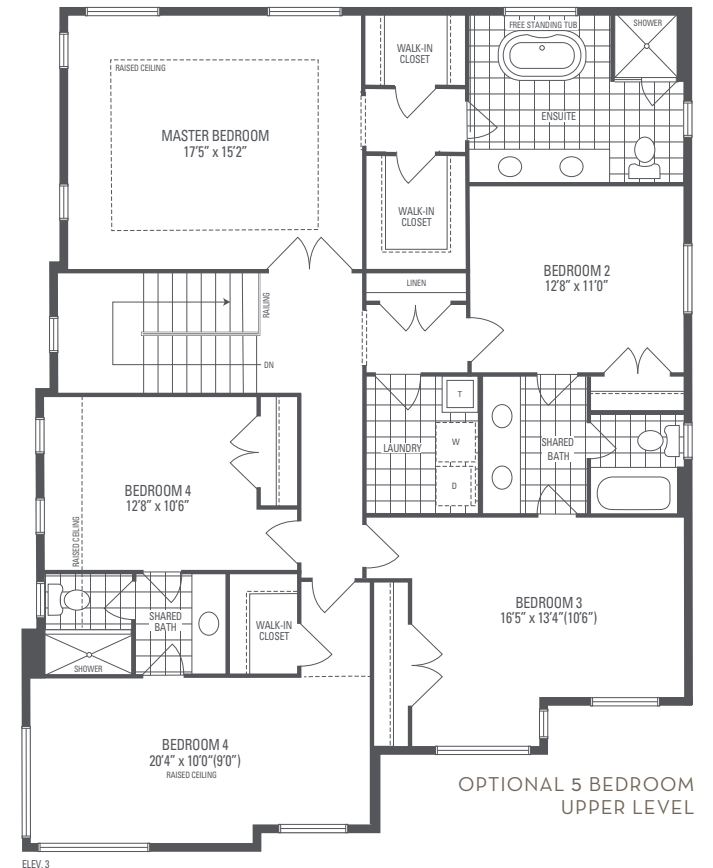 FREE STANDING TUB
SHOWER
WALK-IN
CLOSET
RAISED CEILING
ENSUITE
MASTER BEDROOM
17'5" x 15'2"
WALK-IN
CLOSET
BEDROOM 2
12'8" x 11'0"
LINEN
RAILING
DN
T
LAUNDRY
W
SHARED
BATH
D
BEDROOM 4
12'8" x 10'6"
RAISED CEILING
BEDROOM 3
16'5" x 13'4"(10'6")
SHARED
BATH
WALK-IN
CLOSET
SHOWER
BEDROOM 4
20'4" x 10'0"(9'0")
RAISED CEILING
OPTIONAL 5 BEDROOM
UPPER LEVEL
ELEV. 3